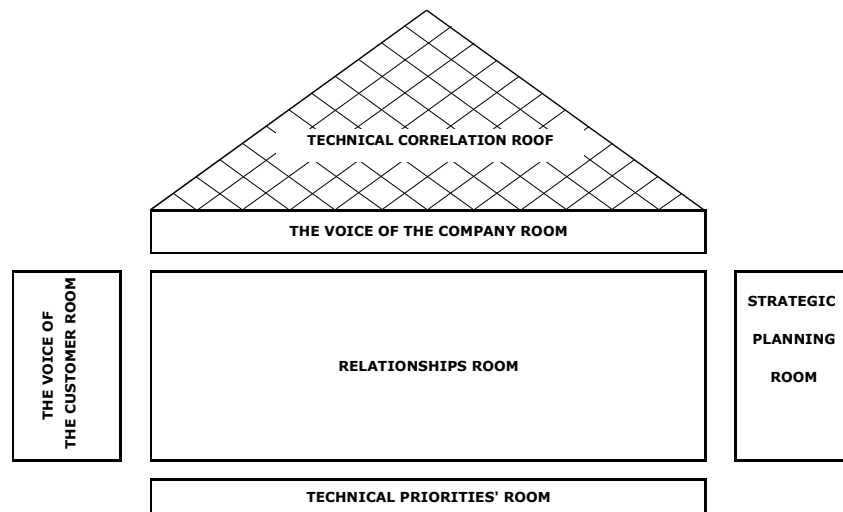 TECHNICAL CORRELATION ROOF
THE VOICE OF THE COMPANY ROOM
THE VOICE OF
THE CUSTOMER ROOM
RELATIONSHIPS ROOM
STRATEGIC
PLANNING
ROOM
TECHNICAL PRIORITIES' ROOM